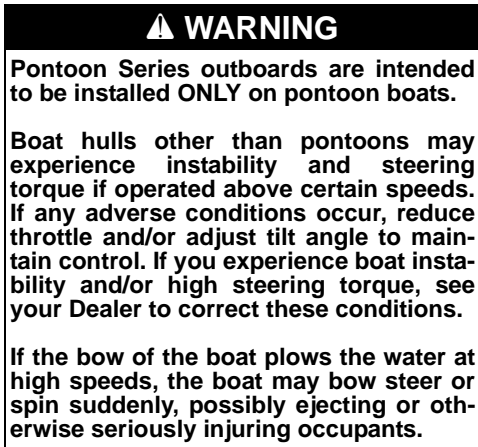 ⚠ WARNING
Pontoon Series outboards are intended
to be installed ONLY on pontoon boats.
Boat hulls other than pontoons may
experience instability and steering
torque if operated above certain speeds.
If any adverse conditions occur, reduce
throttle and/or adjust tilt angle to main-
tain control. If you experience boat insta-
bility and/or high steering torque, see
your Dealer to correct these conditions.
If the bow of the boat plows the water at
high speeds, the boat may bow steer or
spin suddenly, possibly ejecting or oth-
erwise seriously injuring occupants.